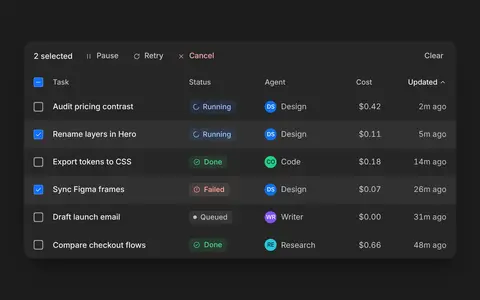 2 selected Pause Retry Cancel Clear
Task Status Agent Cost Updated
Audit pricing contrast Running DS Design $0.42 2m ago
Rename layers in Hero Running DS Design $0.11 5m ago
Export tokens to CSS Done CO Code $0.18 14m ago
Sync Figma frames Failed DS Design $0.07 26m ago
Draft launch email Queued WR Writer $0.00 31m ago
Compare checkout flows Done RE Research $0.66 48m ago